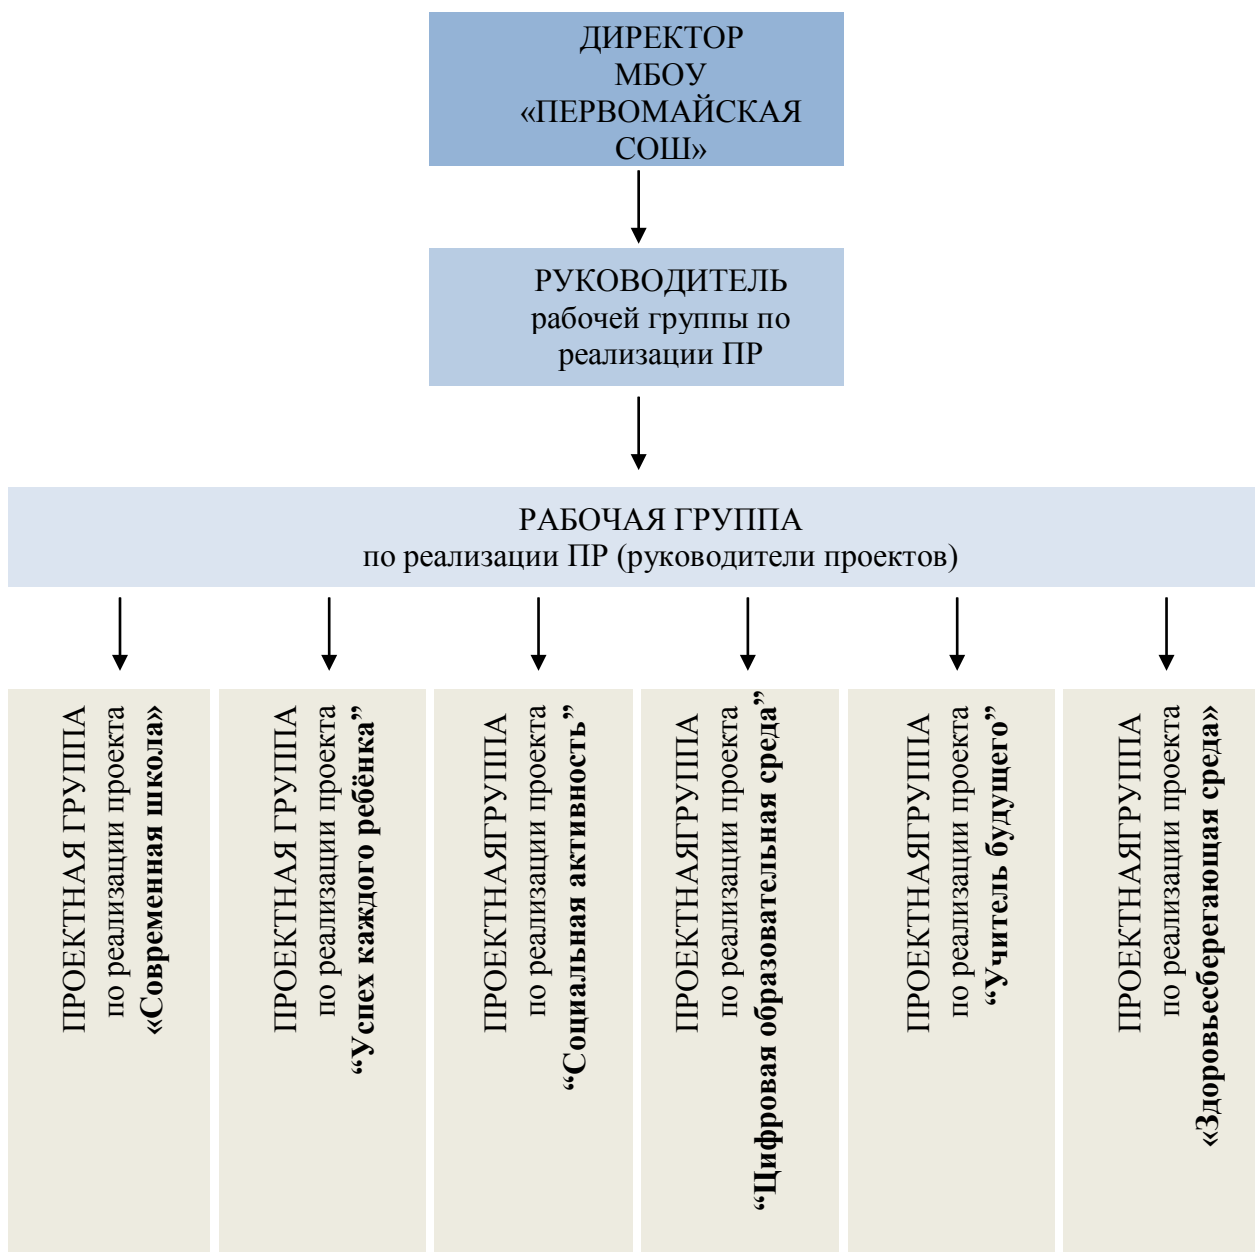 ДИРЕКТОР
МБОУ
«ПЕРВОМАЙСКАЯ
СОШ»
РУКОВОДИТЕЛЬ
рабочей группы по
реализации ПР
РАБОЧАЯ ГРУППА
по реализации ПР (руководители проектов)
ПРОЕКТНАЯ ГРУППА
по реализации проекта
«Современная школа»
ПРОЕКТНАЯ ГРУППА
по реализации проекта
“Успех каждого ребёнка”
ПРОЕКТНАЯГРУППА
по реализации проекта
“Социальная активность”
ПРОЕКТНАЯГРУППА
по реализации проекта
“Цифровая образовательная среда”
ПРОЕКТНАЯГРУППА
по реализации проекта
“Учитель будущего”
ПРОЕКТНАЯГРУППА
по реализации проекта
«Здоровьесберегающая среда»